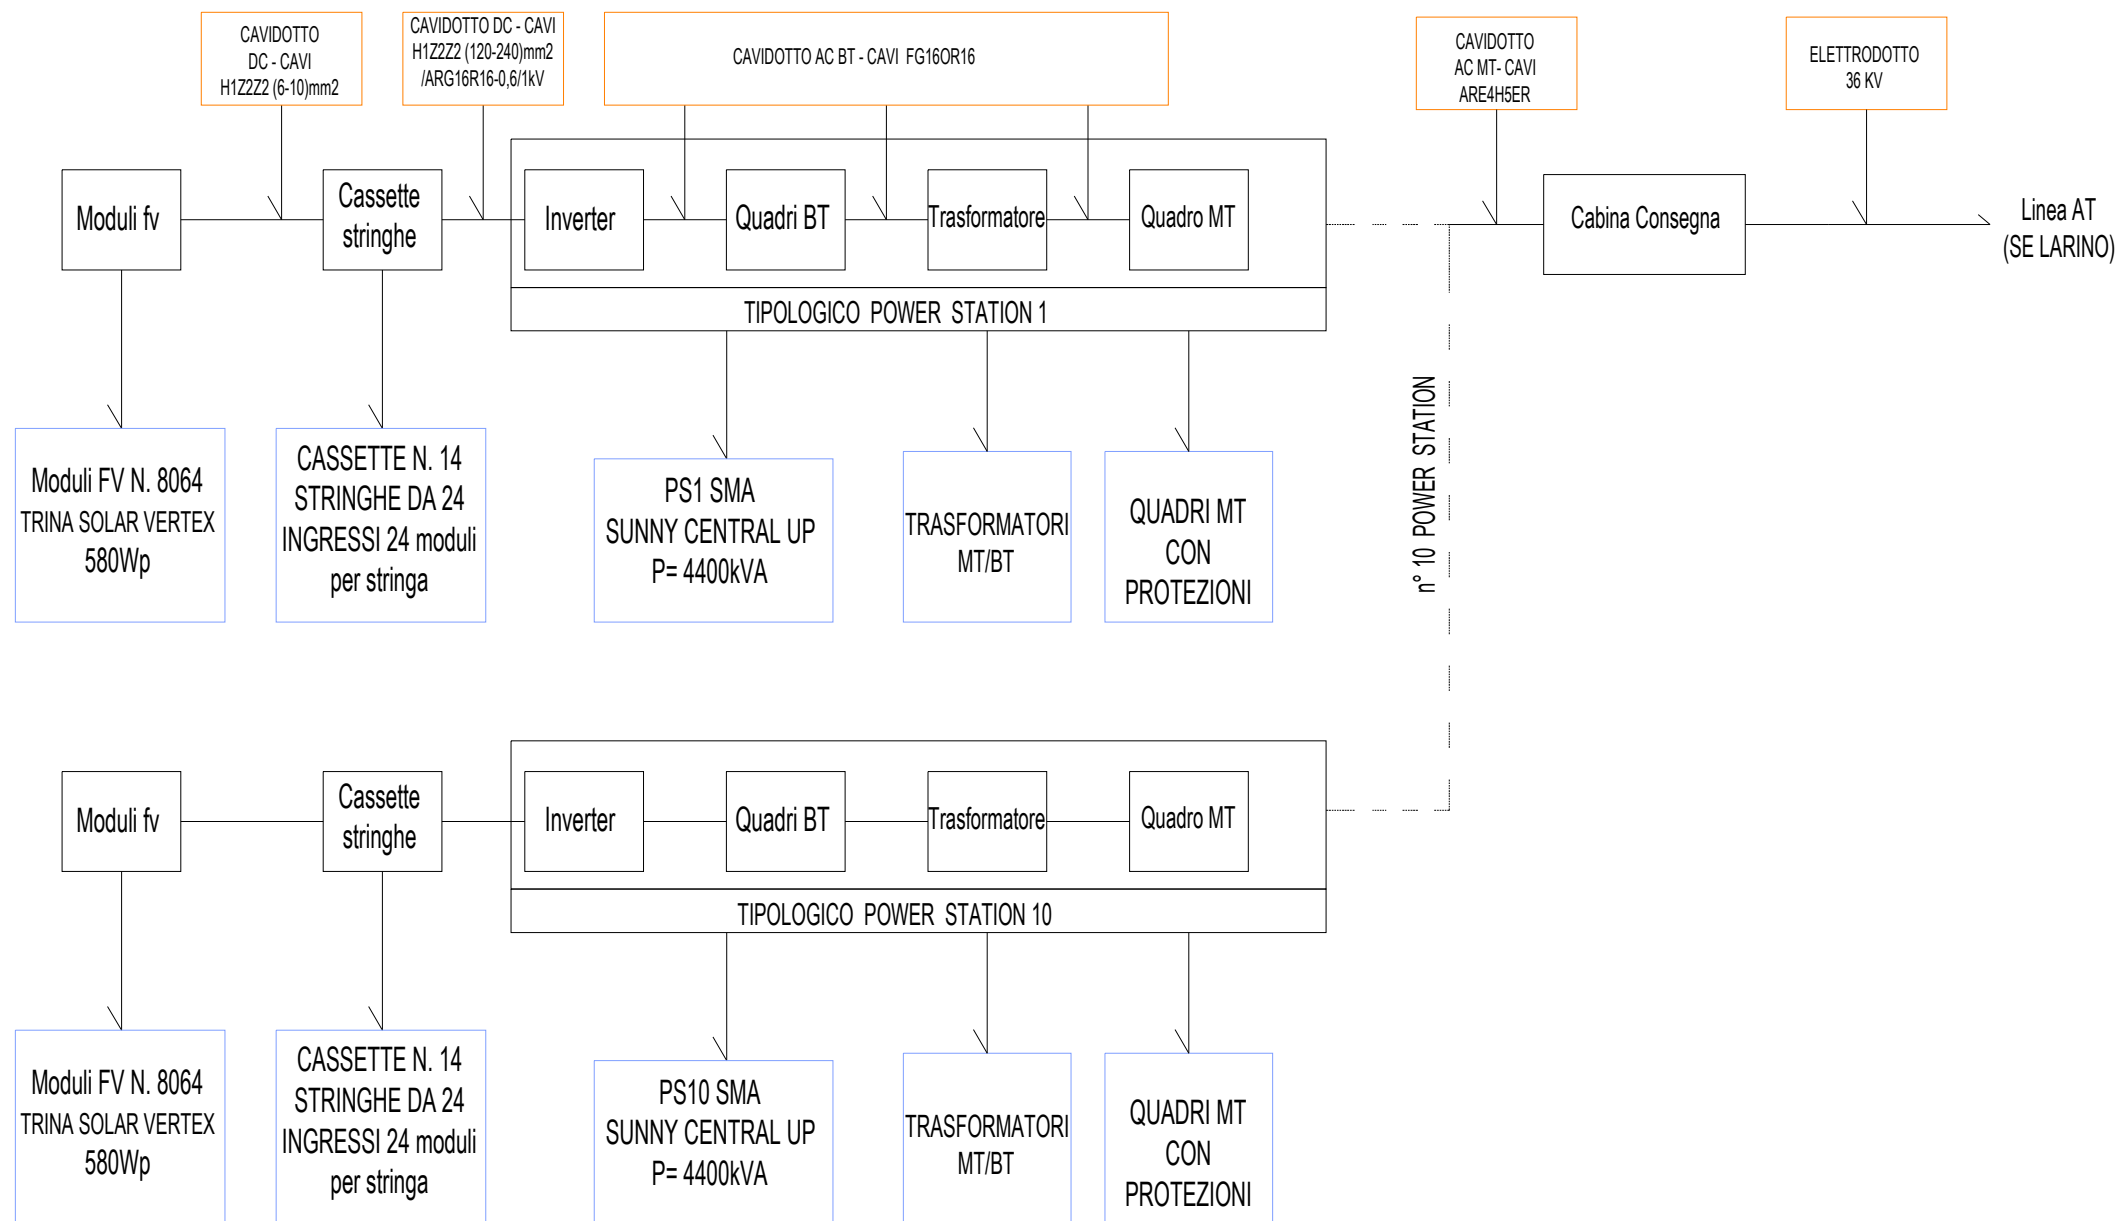 CAVIDOTTO
DC - CAVI
H1Z2Z2 (6-10)mm2
CAVIDOTTO DC - CAVI
H1Z2Z2 (120-240)mm2
/ARG16R16-0,6/1kV
CAVIDOTTO AC BT - CAVI FG16OR16
CAVIDOTTO
AC MT- CAVI
ARE4H5ER
ELETTRODOTTO
36 KV
Moduli fv
Cassette
stringhe
Inverter
Quadri BT
Trasformatore
Quadro MT
Cabina Consegna
Linea AT
(SE LARINO)
TIPOLOGICO POWER STATION 1
Moduli FV N. 8064
TRINA SOLAR VERTEX
580Wp
CASSETTE N. 14
STRINGHE DA 24
INGRESSI 24 moduli
per stringa
PS1 SMA
SUNNY CENTRAL UP
P= 4400kVA
TRASFORMATORI
MT/BT
QUADRI MT
CON
PROTEZIONI
n° 10 POWER STATION
Moduli fv
Cassette
stringhe
Inverter
Quadri BT
Trasformatore
Quadro MT
TIPOLOGICO POWER STATION 10
Moduli FV N. 8064
TRINA SOLAR VERTEX
580Wp
CASSETTE N. 14
STRINGHE DA 24
INGRESSI 24 moduli
per stringa
PS10 SMA
SUNNY CENTRAL UP
P= 4400kVA
TRASFORMATORI
MT/BT
QUADRI MT
CON
PROTEZIONI